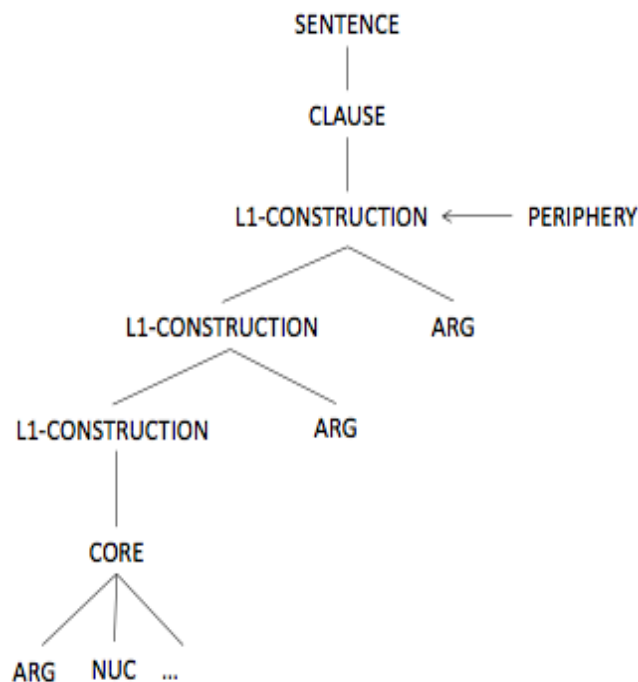 SENTENCE
CLAUSE
L1-CONSTRUCTION PERIPHERY
L1-CONSTRUCTION ARG
L1-CONSTRUCTION ARG
CORE
ARG NUC ...